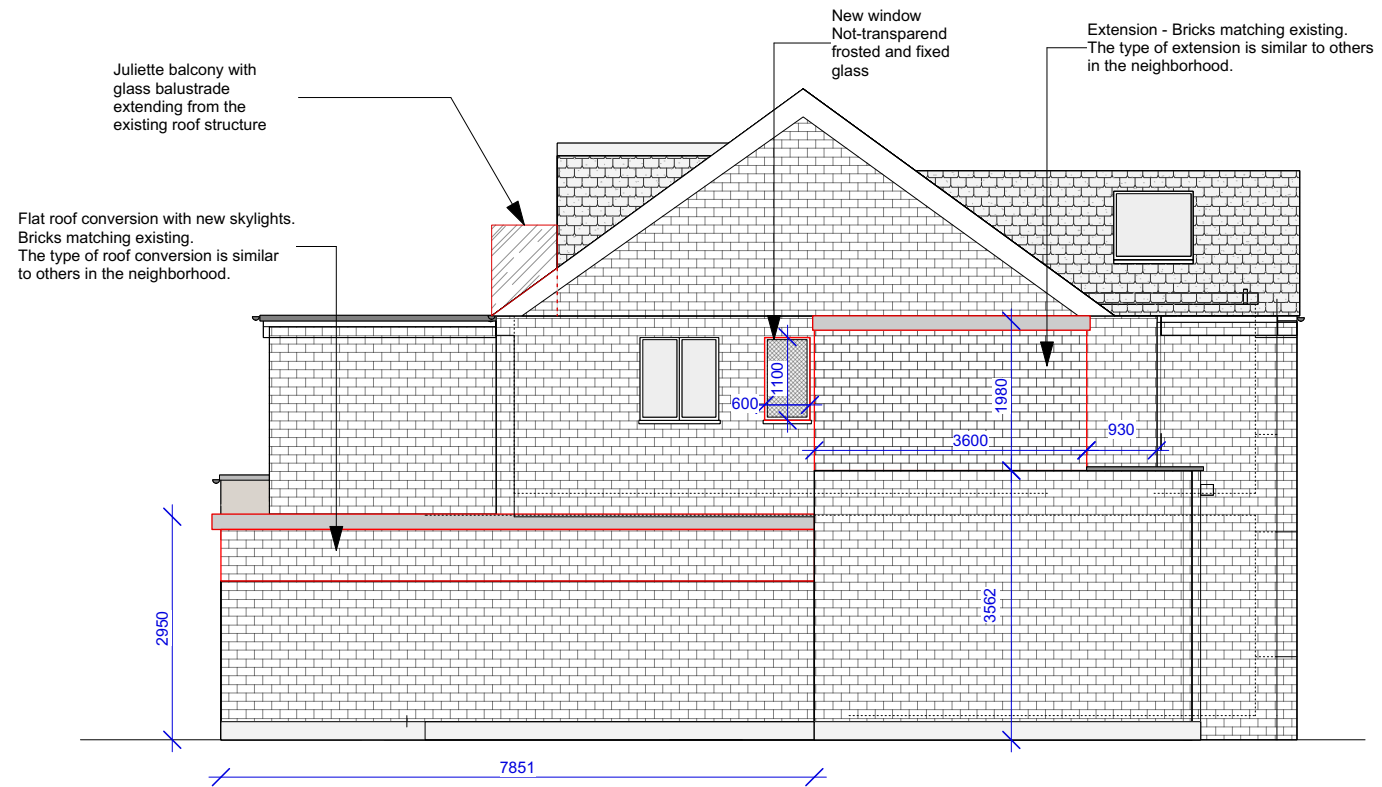 New window
Not-transparend
frosted and fixed
glass
Extension - Bricks matching existing.
The type of extension is similar to others
in the neighborhood.
Juliette balcony with
glass balustrade
extending from the
existing roof structure
Flat roof conversion with new skylights.
Bricks matching existing.
The type of roof conversion is similar
to others in the neighborhood.
1100
600
1980
3600
930
2950
3562
7851